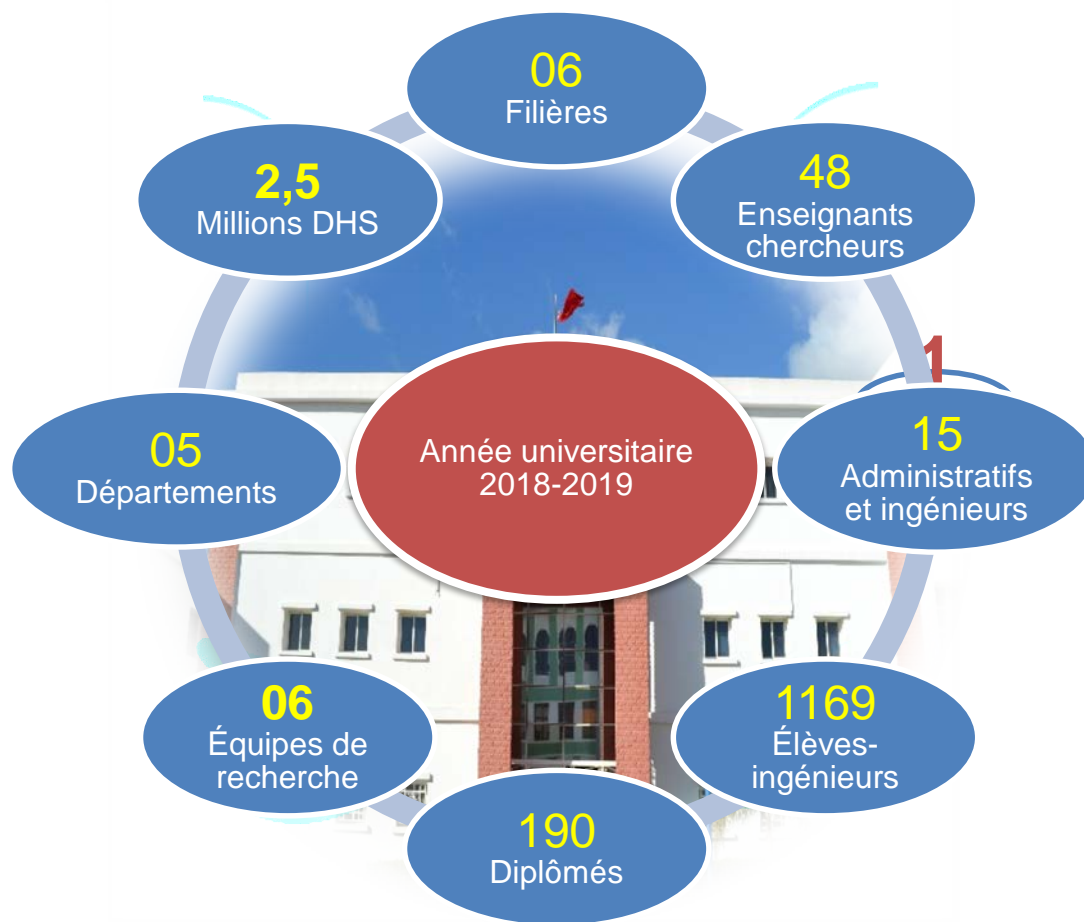 06
Filières
48
Enseignants
chercheurs
1
15
Administratifs
et ingénieurs
1169
Élèves-
ingénieurs
190
Diplômés
06
Équipes de
recherche
05
Départements
2,5
Millions DHS
Année universitaire
2018-2019